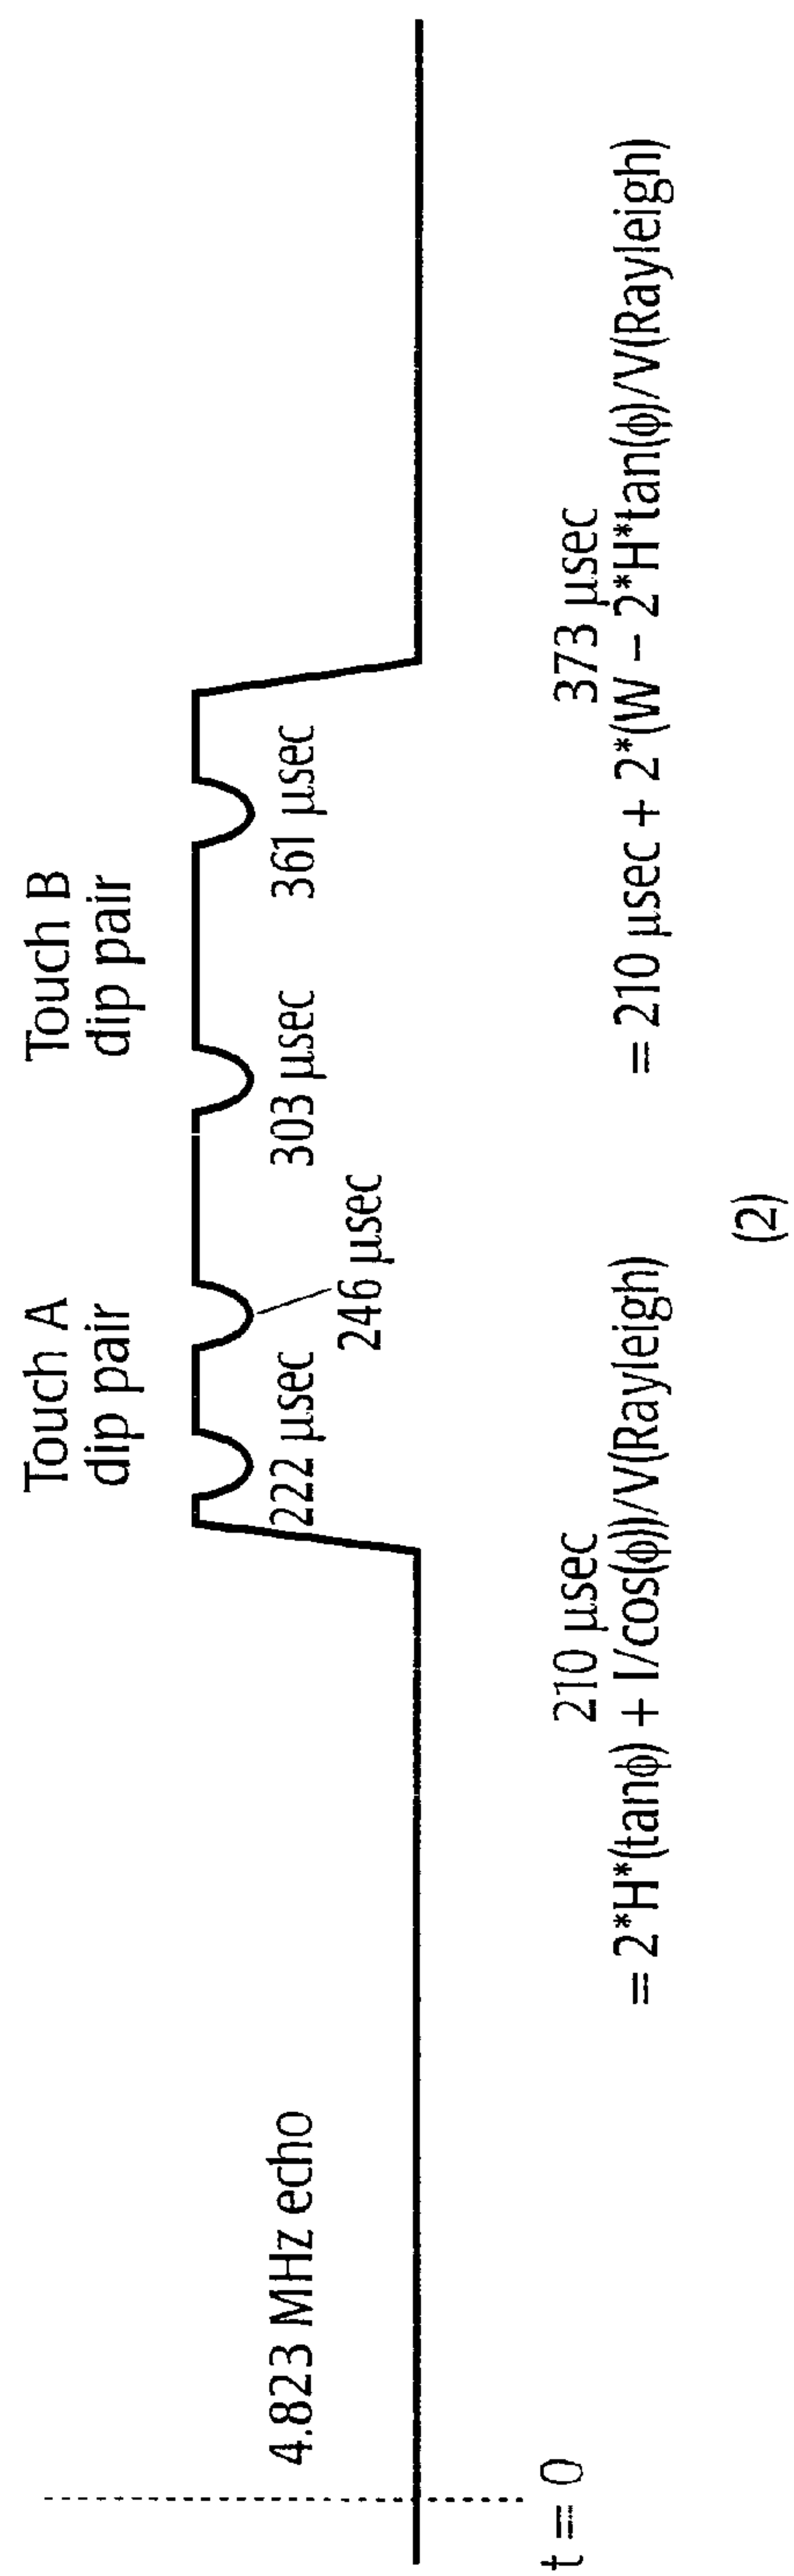 Touch A
dip pair
Touch B
dip pair
4.823 MHz echo
222 μsec
246 μsec
303 μsec
361 μsec
t = 0
210 μsec
= 2*H*(tanϕ) + I/cos(ϕ))/V(Rayleigh)
373 μsec
= 210 μsec + 2*(W − 2*H*tan(ϕ)/V(Rayleigh)
(2)